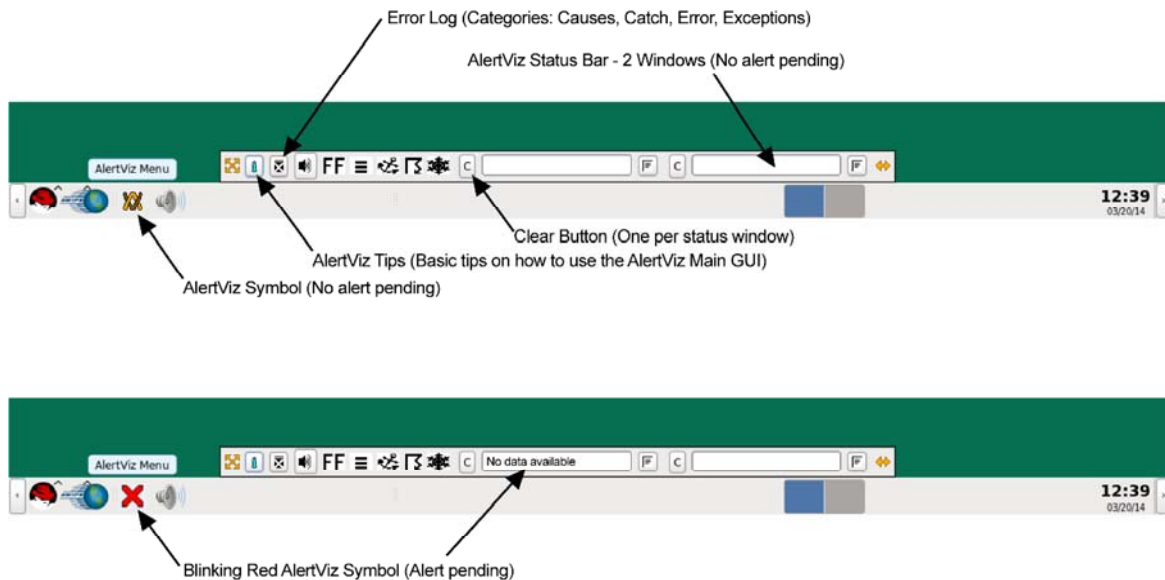 Error Log (Categories: Causes, Catch, Error, Exceptions)
AlertViz Status Bar - 2 Windows (No alert pending)
AlertViz Menu
FF
C
C
12:39
03/20/14
Clear Button (One per status window)
AlertViz Tips (Basic tips on how to use the AlertViz Main GUI)
AlertViz Symbol (No alert pending)
AlertViz Menu
FF
C
No data available
C
12:39
03/20/14
Blinking Red AlertViz Symbol (Alert pending)